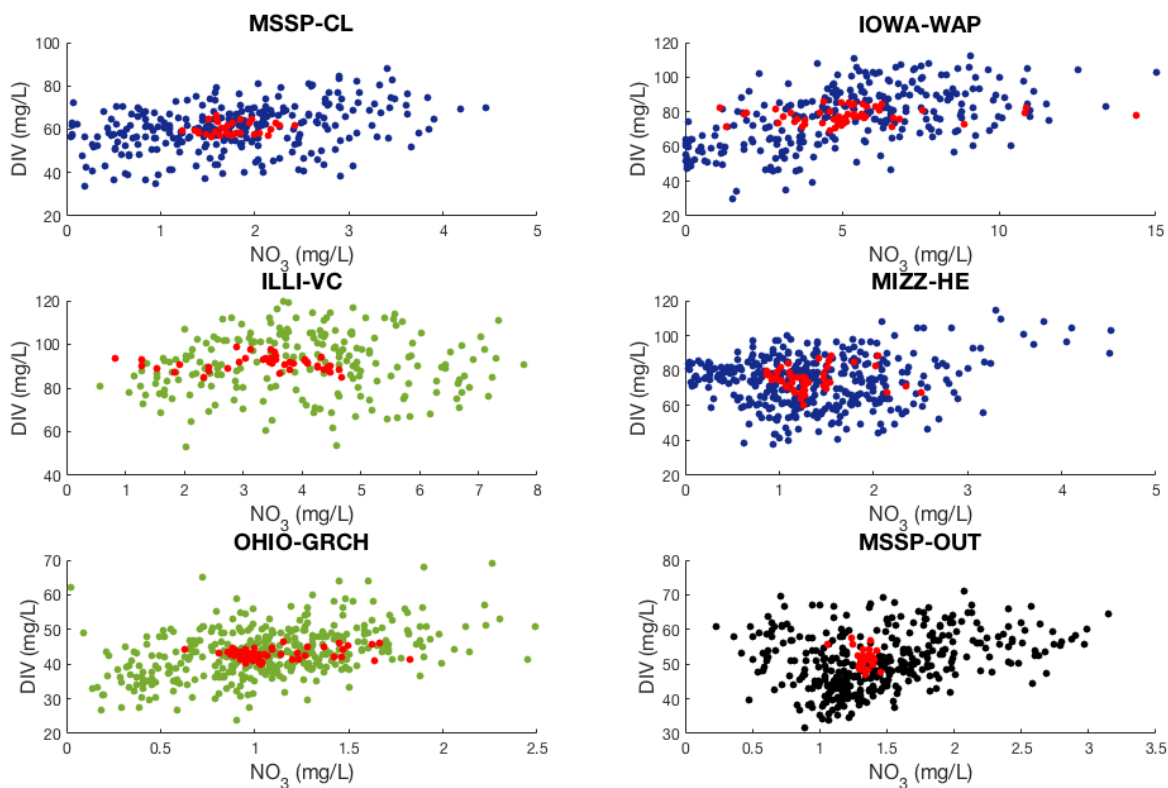 MSSP-CL
DIV (mg/L)
100
80
60
40
20
0 1 2 3 4 5
NO3 (mg/L)
IOWA-WAP
DIV (mg/L)
120
100
80
60
40
20
0 5 10 15
NO3 (mg/L)
ILLI-VC
DIV (mg/L)
120
100
80
60
40
0 1 2 3 4 5 6 7 8
NO3 (mg/L)
MIZZ-HE
DIV (mg/L)
120
100
80
60
40
20
0 1 2 3 4 5
NO3 (mg/L)
OHIO-GRCH
DIV (mg/L)
70
60
50
40
30
20
0 0.5 1 1.5 2 2.5
NO3 (mg/L)
MSSP-OUT
DIV (mg/L)
80
70
60
50
40
30
0 0.5 1 1.5 2 2.5 3 3.5
NO3 (mg/L)